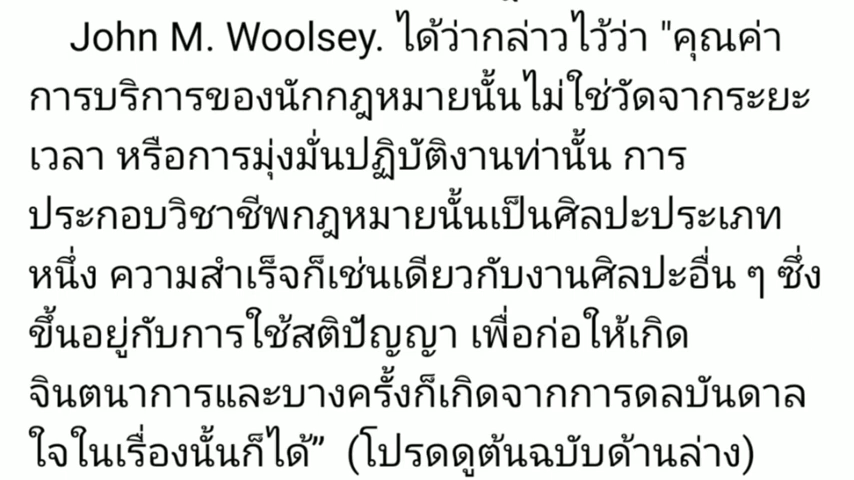 John M. Woolsey. ได้ว่ากล่าวไว้ว่า "คุณค่า
การบริการของนักกฎหมายนั้นไม่ใช่วัดจากระยะ
เวลา หรือการมุ่งมั่นปฏิบัติงานท่านั้น การ
ประกอบวิชาชีพกฎหมายนั้นเป็นศิลปะประเภท
หนึ่ง ความสำเร็จก็เช่นเดียวกับงานศิลปะอื่น ๆ ซึ่ง
ขึ้นอยู่กับการใช้สติปัญญา เพื่อก่อให้เกิด
จินตนาการและบางครั้งก็เกิดจากการดลบันดาล
ใจในเรื่องนั้นก็ได้” (โปรดดูต้นฉบับด้านล่าง)